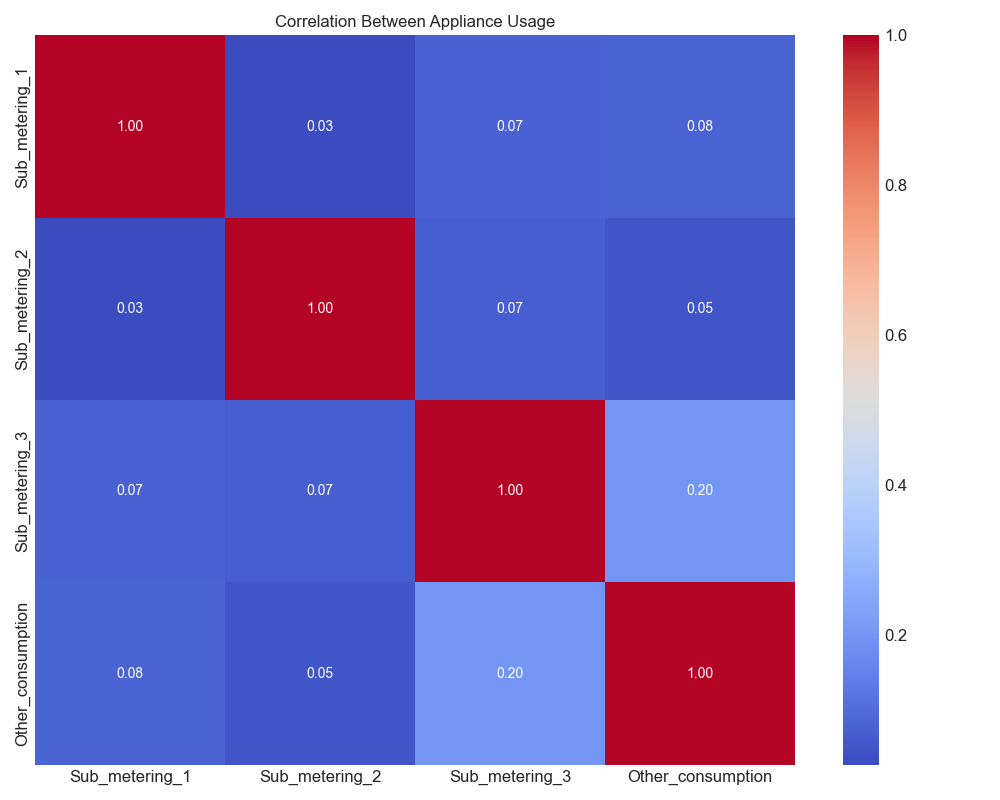 Correlation Between Appliance Usage
Sub_metering_1
1.00
0.03
0.07
0.08
Sub_metering_2
0.03
1.00
0.07
0.05
Sub_metering_3
0.07
0.07
1.00
0.20
Other_consumption
0.08
0.05
0.20
1.00
Sub_metering_1
Sub_metering_2
Sub_metering_3
Other_consumption
1.0
0.8
0.6
0.4
0.2